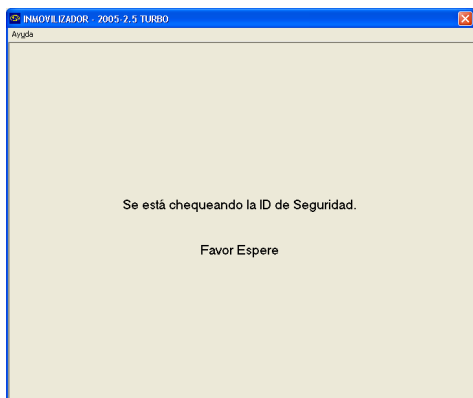 INMOVILIZADOR - 2005-2.5 TURBO
Ayuda
Se está chequeando la ID de Seguridad.
Favor Espere